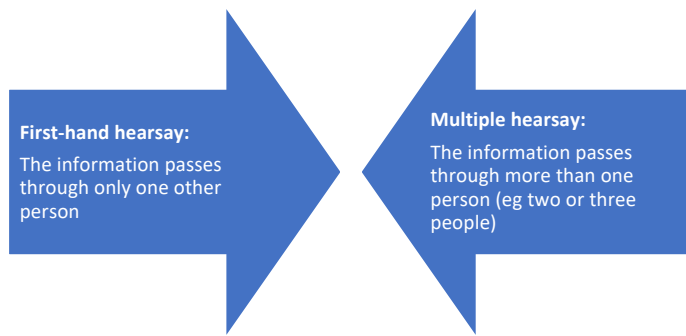 First-hand hearsay:
The information passes
through only one other
person
Multiple hearsay:
The information passes
through more than one
person (eg two or three
people)